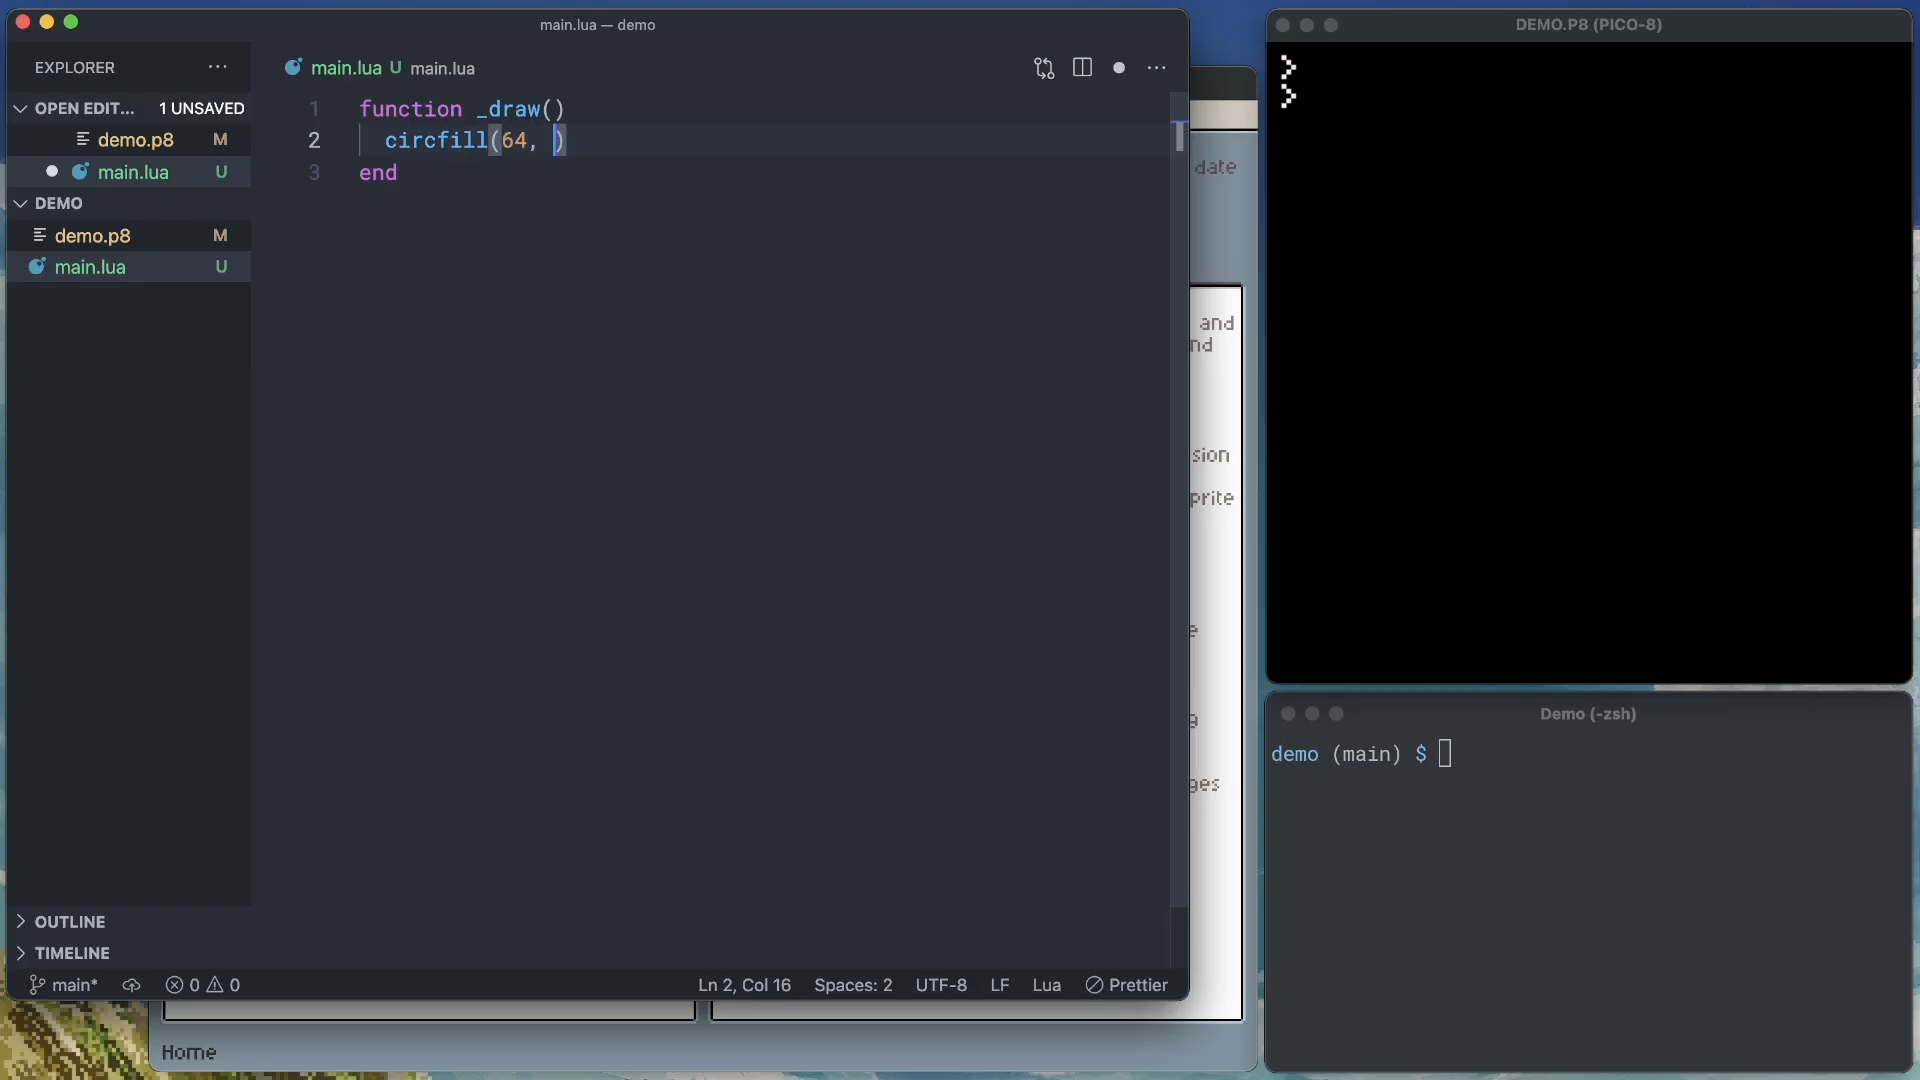 main.lua — demo
EXPLORER
OPEN EDIT... 1 UNSAVED
demo.p8 M
main.lua U
DEMO
demo.p8 M
main.lua U
OUTLINE
TIMELINE
main.lua U main.lua
1 function _draw()
2 circfill(64, )
3 end
main* 0 0
Ln 2, Col 16 Spaces: 2 UTF-8 LF Lua Prettier
date
and
nd
sion
prite
e
g
ges
Home
DEMO.P8 (PICO-8)
>
>
Demo (-zsh)
demo (main) $